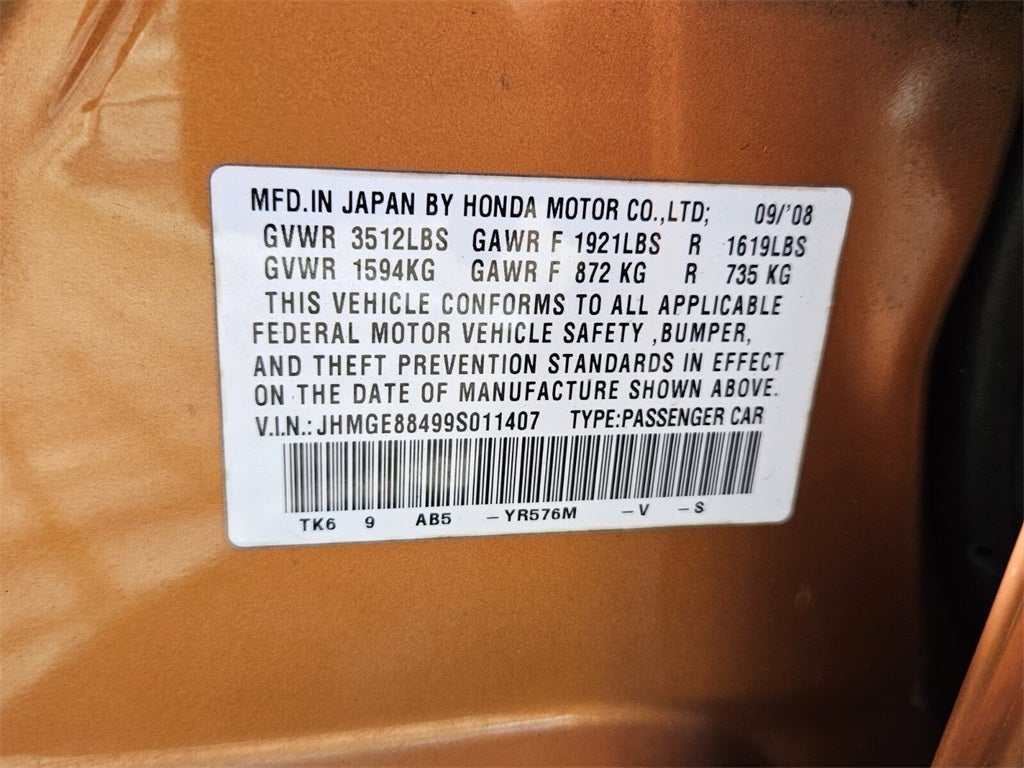 MFD.IN JAPAN BY HONDA MOTOR CO.,LTD; 09/'08
GVWR 3512LBS GAWR F 1921LBS R 1619LBS
GVWR 1594KG GAWR F 872 KG R 735 KG
THIS VEHICLE CONFORMS TO ALL APPLICABLE
FEDERAL MOTOR VEHICLE SAFETY ,BUMPER,
AND THEFT PREVENTION STANDARDS IN EFFECT
ON THE DATE OF MANUFACTURE SHOWN ABOVE.
V.I.N.: JHMGE88499S011407 TYPE:PASSENGER CAR
TK6 9 AB5 -YR576M -V -S